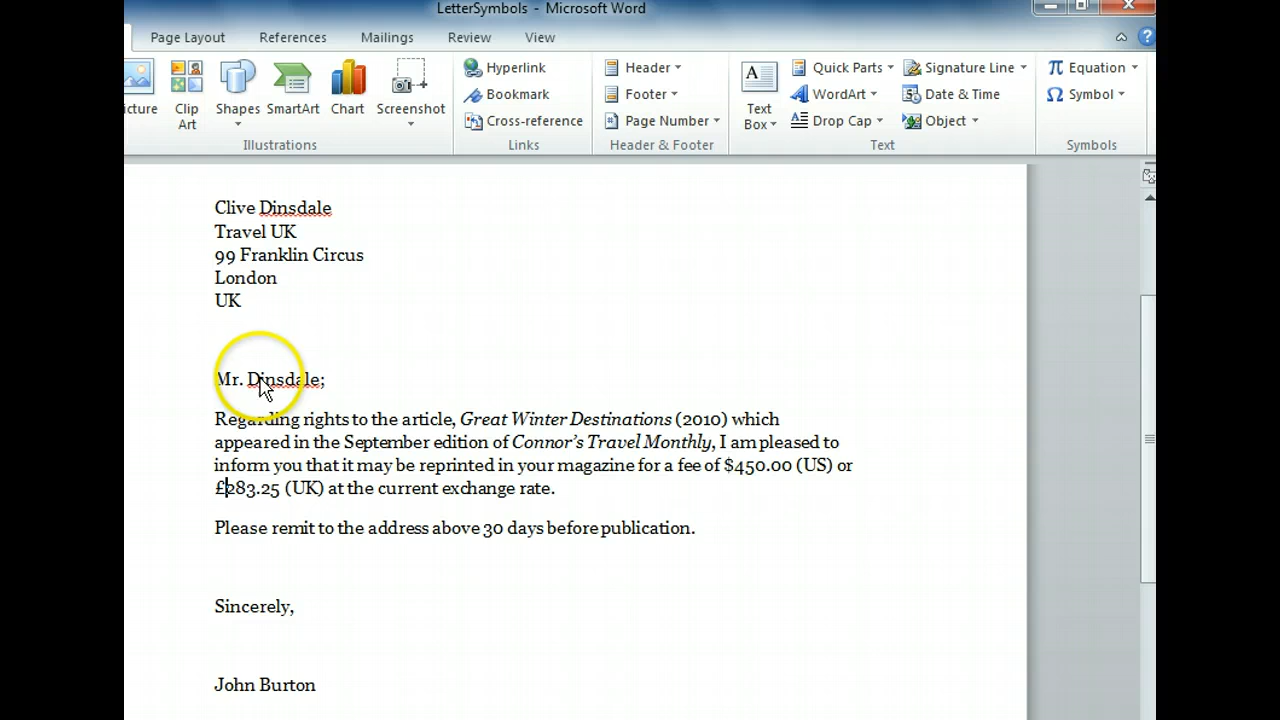 LetterSymbols - Microsoft Word
Page Layout References Mailings Review View
icture
Clip Art
Shapes
SmartArt
Chart
Screenshot
Hyperlink
Bookmark
Cross-reference
Header
Footer
Page Number
Text Box
Quick Parts
WordArt
Drop Cap
Signature Line
Date & Time
Object
Equation
Symbol
Illustrations Links Header & Footer Text Symbols
Clive Dinsdale
Travel UK
99 Franklin Circus
London
UK
Mr. Dinsdale;
Regarding rights to the article, Great Winter Destinations (2010) which
appeared in the September edition of Connor's Travel Monthly, I am pleased to
inform you that it may be reprinted in your magazine for a fee of $450.00 (US) or
£283.25 (UK) at the current exchange rate.
Please remit to the address above 30 days before publication.
Sincerely,
John Burton